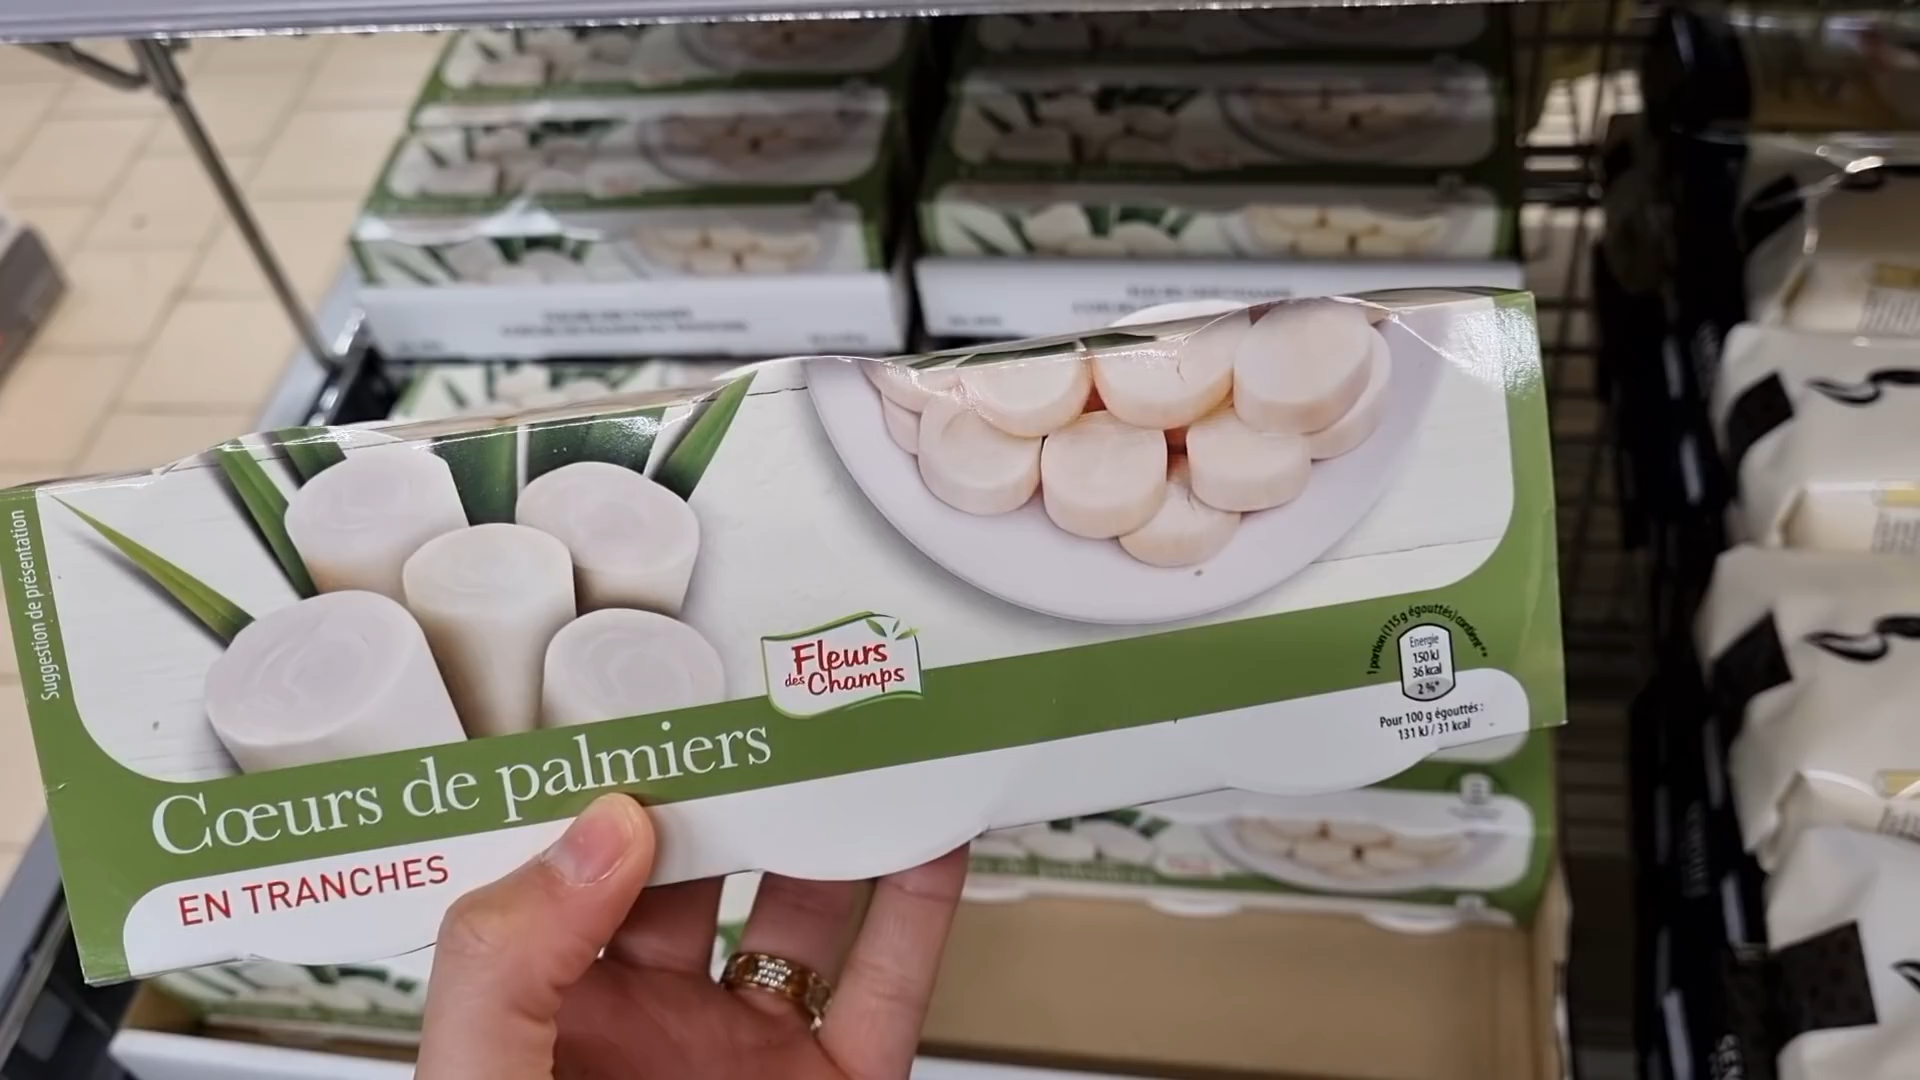 Suggestion de présentation
Fleurs
des Champs
Cœurs de palmiers
EN TRANCHES
1 portion (115 g égouttés) contient**
Energie
150 kJ
36 kcal
2 %*
Pour 100 g égouttés :
131 kJ / 31 kcal